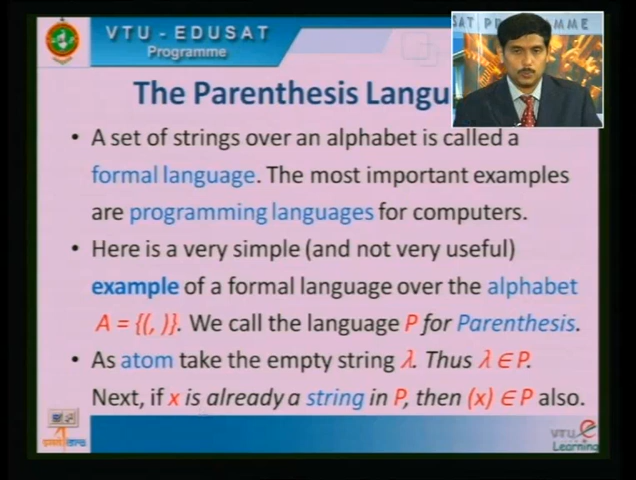 VTU - EDUSAT
Programme
SAT PR
MME
The Parenthesis Langu
• A set of strings over an alphabet is called a
formal language. The most important examples
are programming languages for computers.
• Here is a very simple (and not very useful)
example of a formal language over the alphabet
A = {(, )}. We call the language P for Parenthesis.
• As atom take the empty string λ. Thus λ ∈ P.
Next, if x is already a string in P, then (x) ∈ P also.
VTU e
Learning